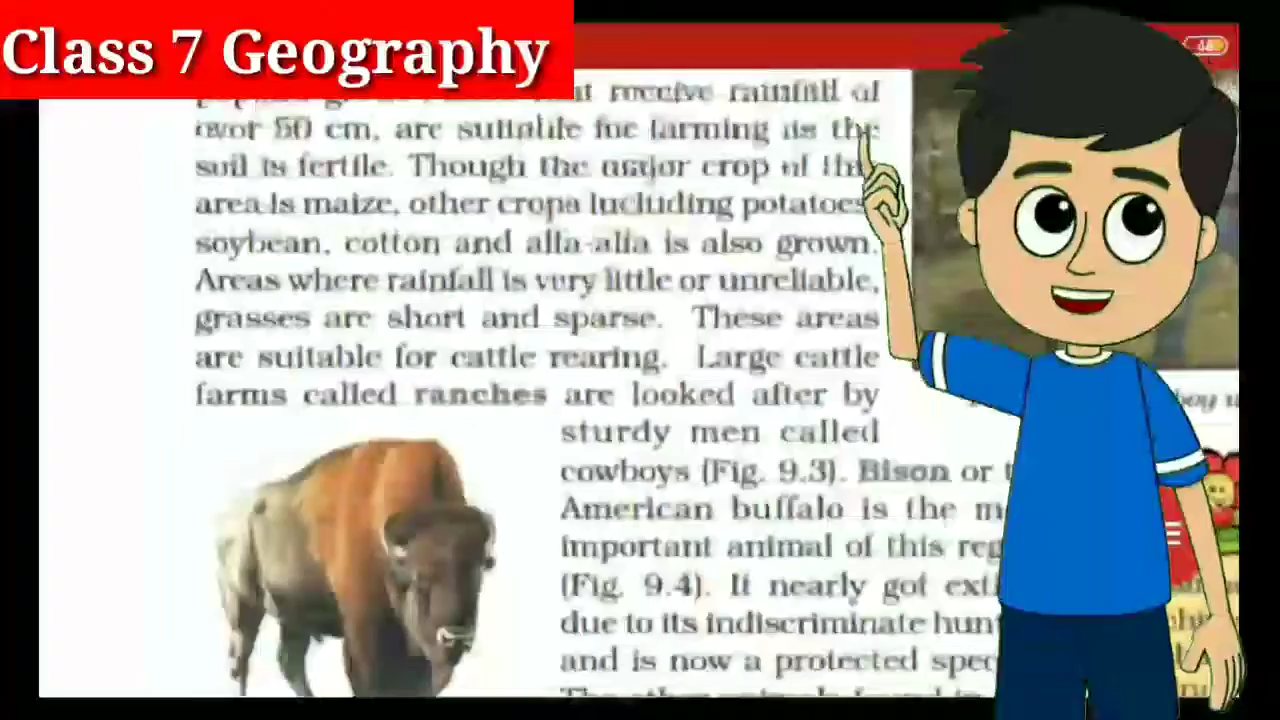 Class 7 Geography
receive rainfall of
over 50 cm, are suitable for farming as the
soil is fertile. Though the major crop of the
area is maize, other crops including potatoes
soybean, cotton and alfa-alfa is also grown.
Areas where rainfall is very little or unreliable,
grasses are short and sparse. These areas
are suitable for cattle rearing. Large cattle
farms called ranches are looked after by
sturdy men called
cowboys (Fig. 9.3). Bison or
American buffalo is the
important animal of this
(Fig. 9.4). It nearly got
due to its indiscriminate
and is now a protected